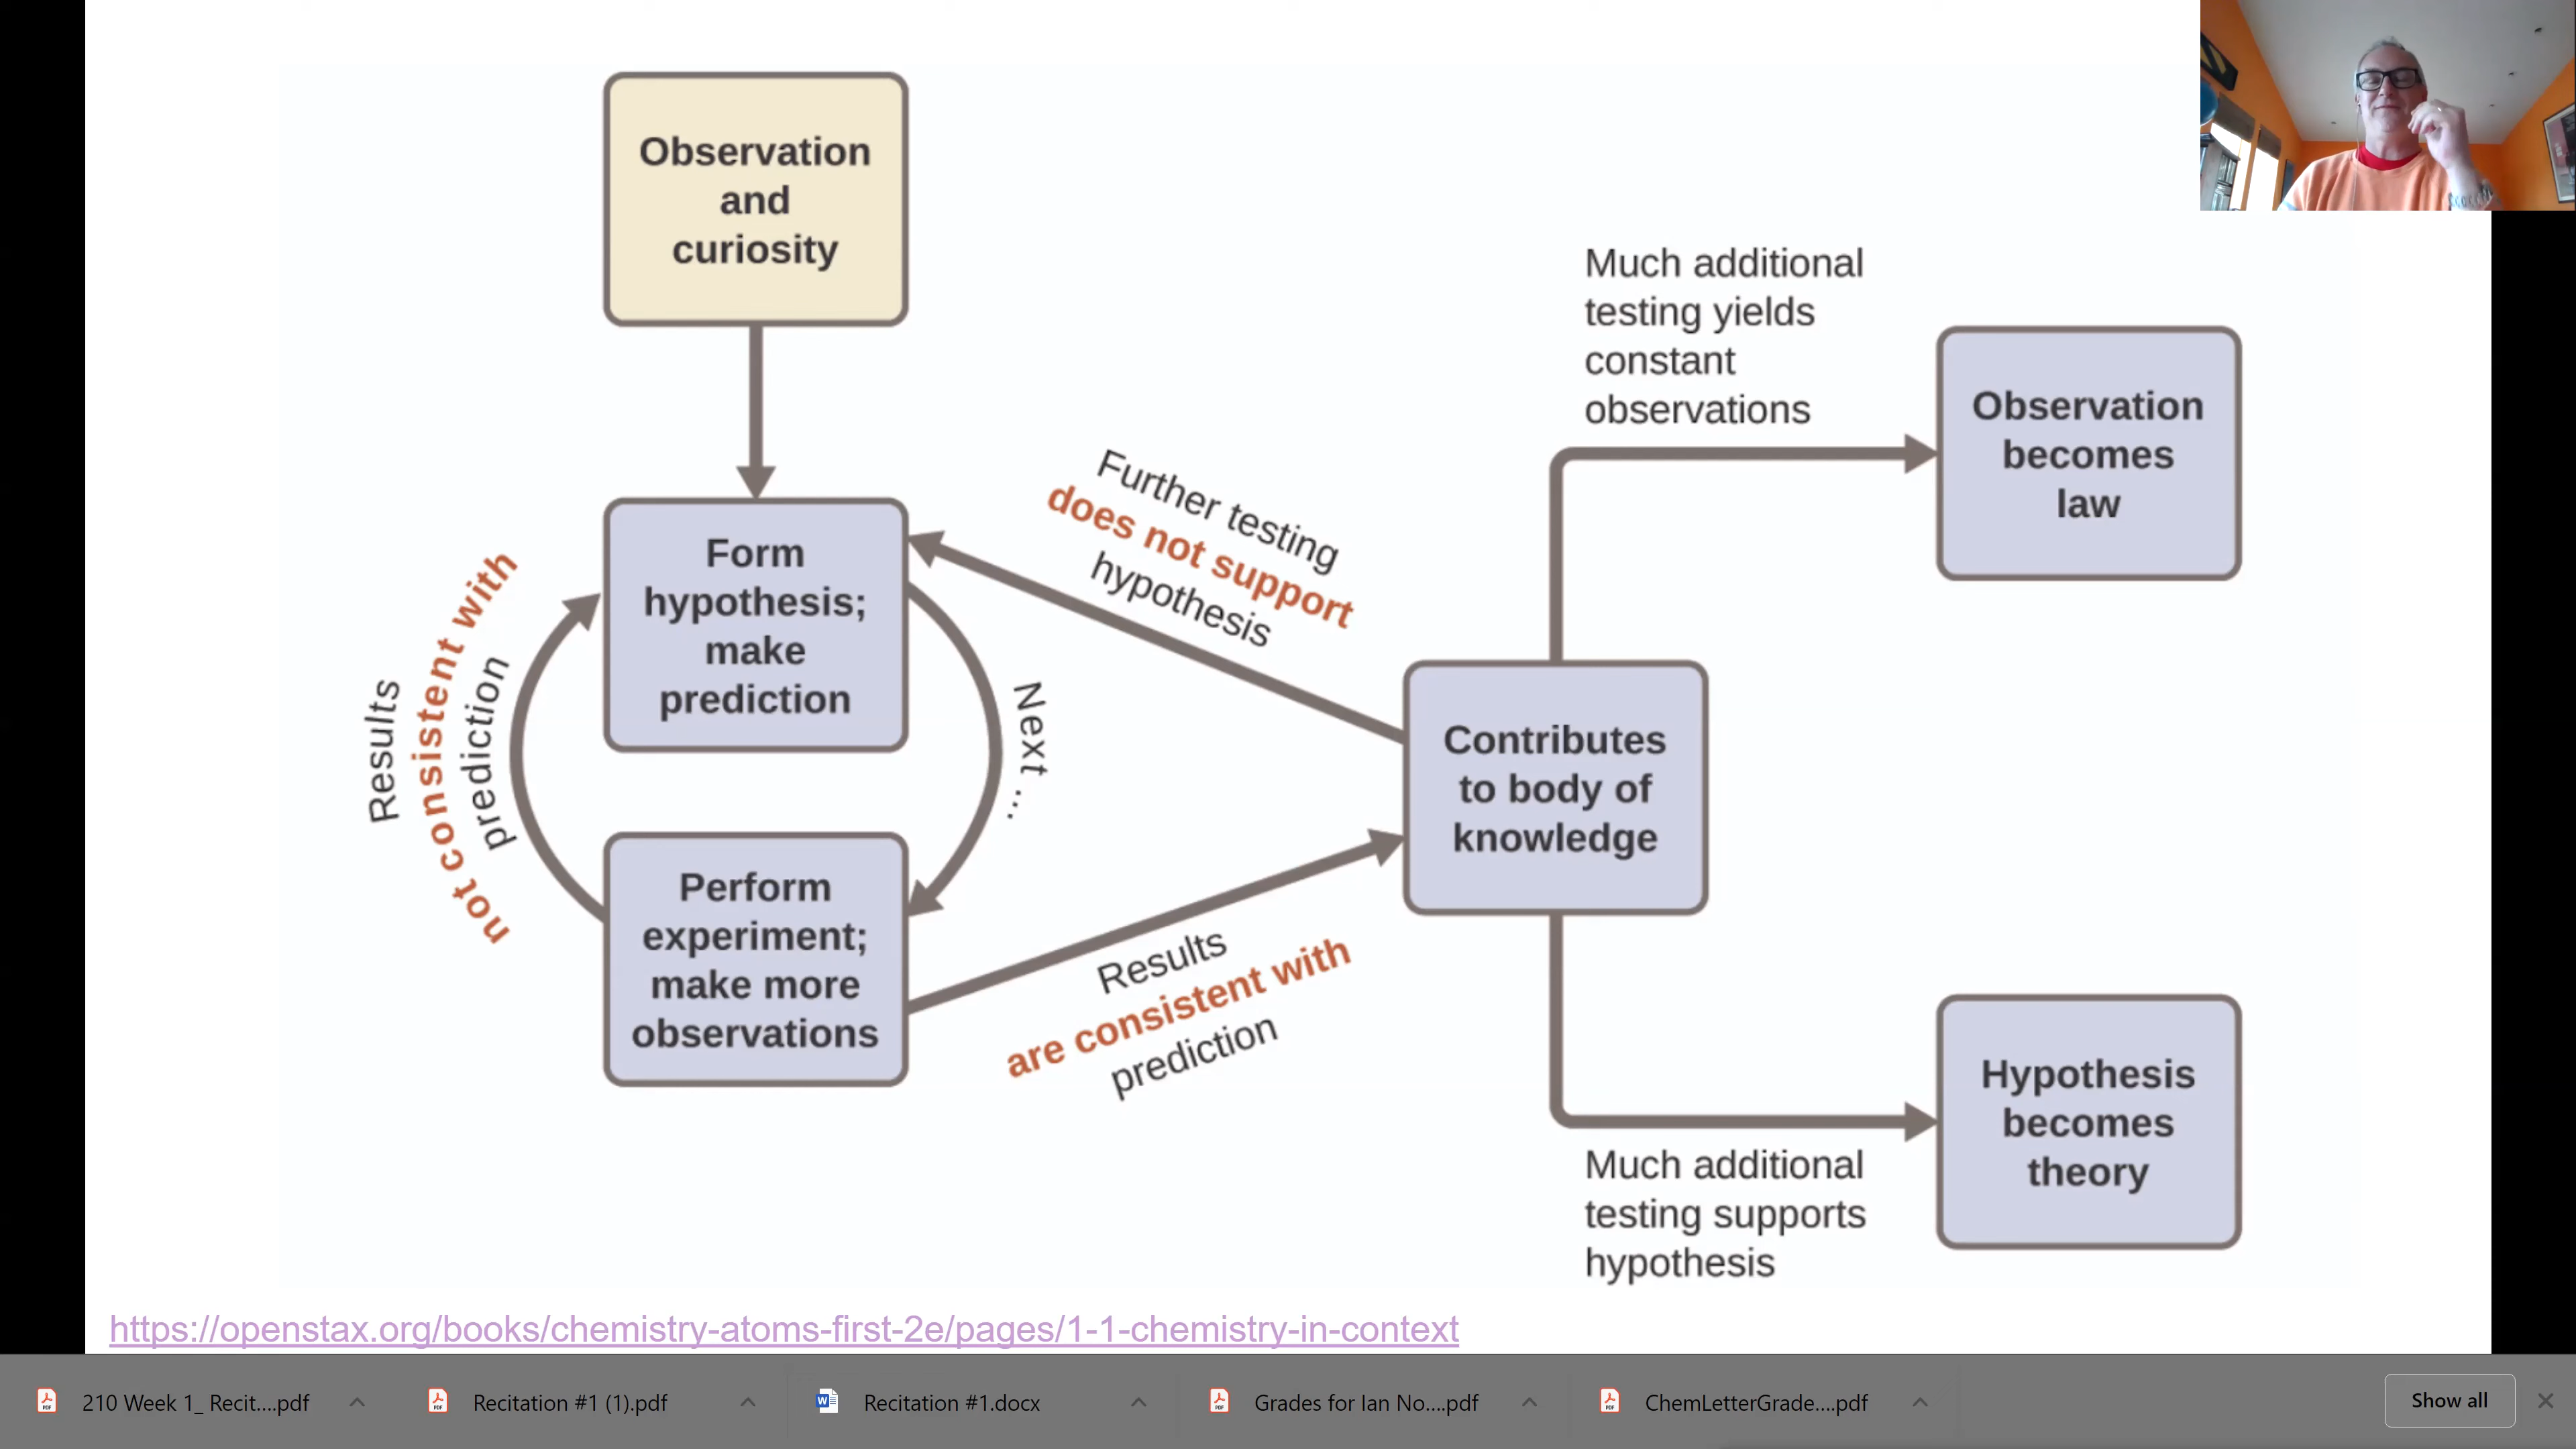 Observation
and
curiosity
Form
hypothesis;
make
prediction
Results
not consistent with
prediction
Next ...
Perform
experiment;
make more
observations
Further testing
does not support
hypothesis
Results
are consistent with
prediction
Contributes
to body of
knowledge
Much additional
testing yields
constant
observations
Observation
becomes
law
Much additional
testing supports
hypothesis
Hypothesis
becomes
theory
https://openstax.org/books/chemistry-atoms-first-2e/pages/1-1-chemistry-in-context
210 Week 1_ Recit....pdf
Recitation #1 (1).pdf
Recitation #1.docx
Grades for Ian No....pdf
ChemLetterGrade....pdf
Show all